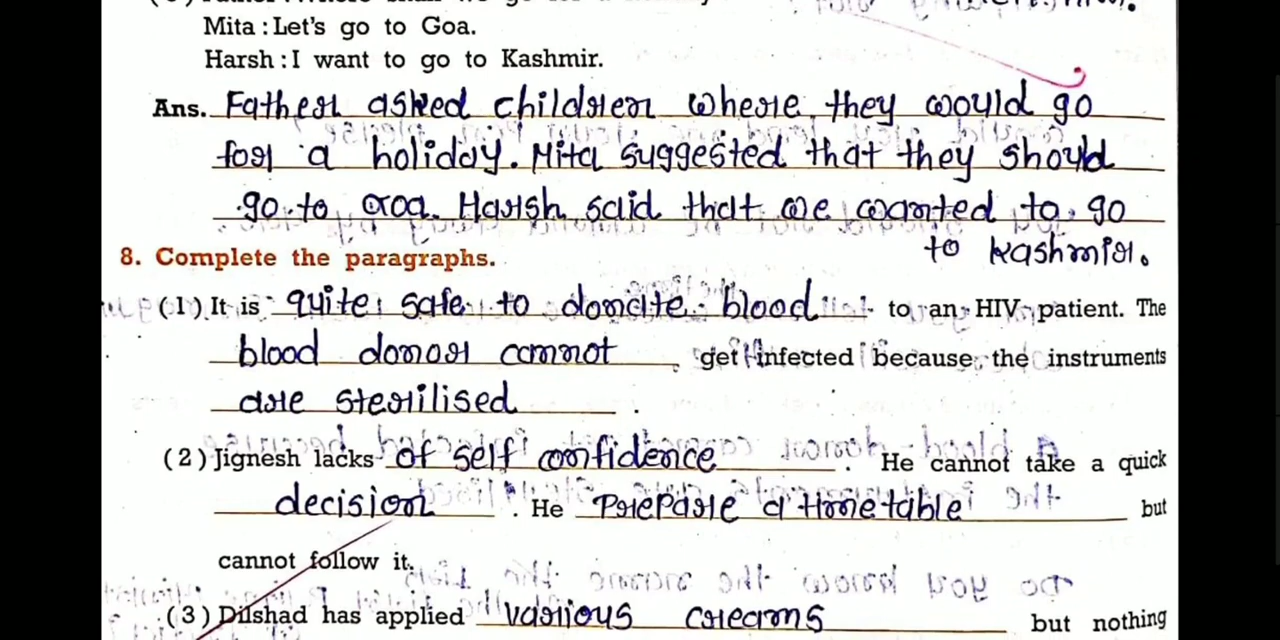 Mita : Let's go to Goa.
Harsh : I want to go to Kashmir.
Ans. Father asked children where they would go
for a holiday. Mita suggested that they should
go to Goa. Harsh said that we wanted to go
to Kashmir.
8. Complete the paragraphs.
(1) It is quite safe to donate blood to an HIV patient. The
blood donor cannot get infected because the instruments
are sterilised.
(2) Jignesh lacks of self confidence. He cannot take a quick
decision. He prepare a timetable but
cannot follow it.
(3) Dilshad has applied various creams but nothing